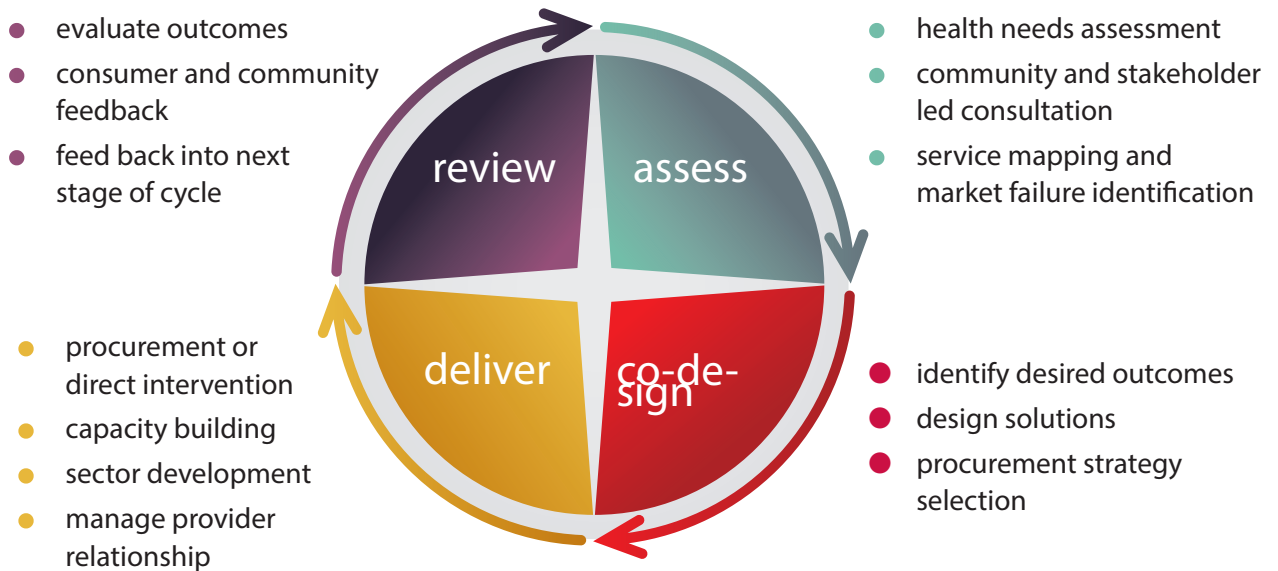 evaluate outcomes
consumer and community
feedback
feed back into next
stage of cycle
review
assess
health needs assessment
community and stakeholder
led consultation
service mapping and
market failure identification
procurement or
direct intervention
capacity building
sector development
manage provider
relationship
deliver
co-de-
sign
identify desired outcomes
design solutions
procurement strategy
selection